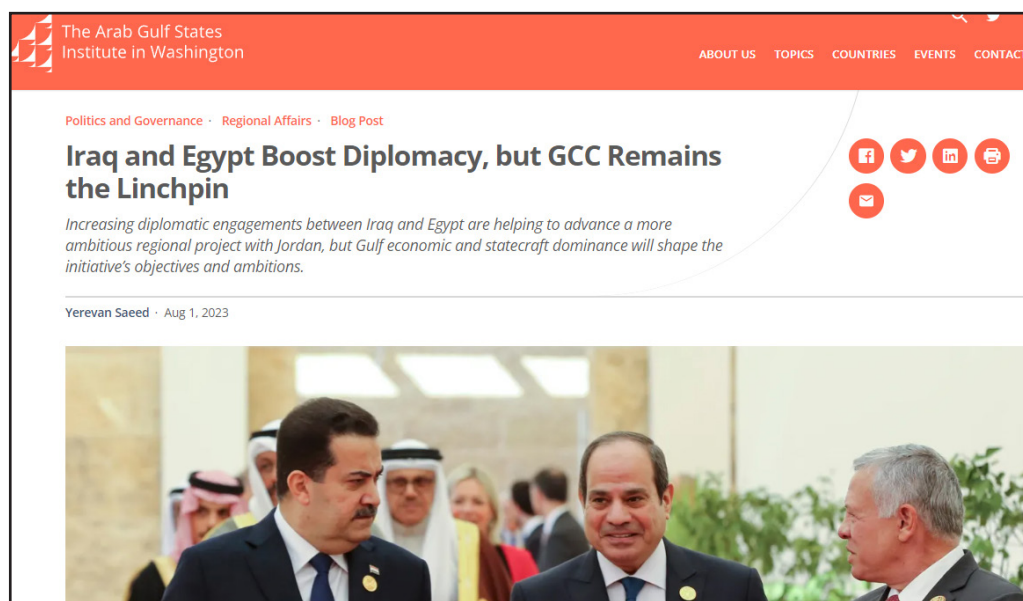 The Arab Gulf States
Institute in Washington
ABOUT US TOPICS COUNTRIES EVENTS CONTACT
Politics and Governance · Regional Affairs · Blog Post
Iraq and Egypt Boost Diplomacy, but GCC Remains
the Linchpin
Increasing diplomatic engagements between Iraq and Egypt are helping to advance a more
ambitious regional project with Jordan, but Gulf economic and statecraft dominance will shape the
initiative's objectives and ambitions.
Yerevan Saeed · Aug 1, 2023